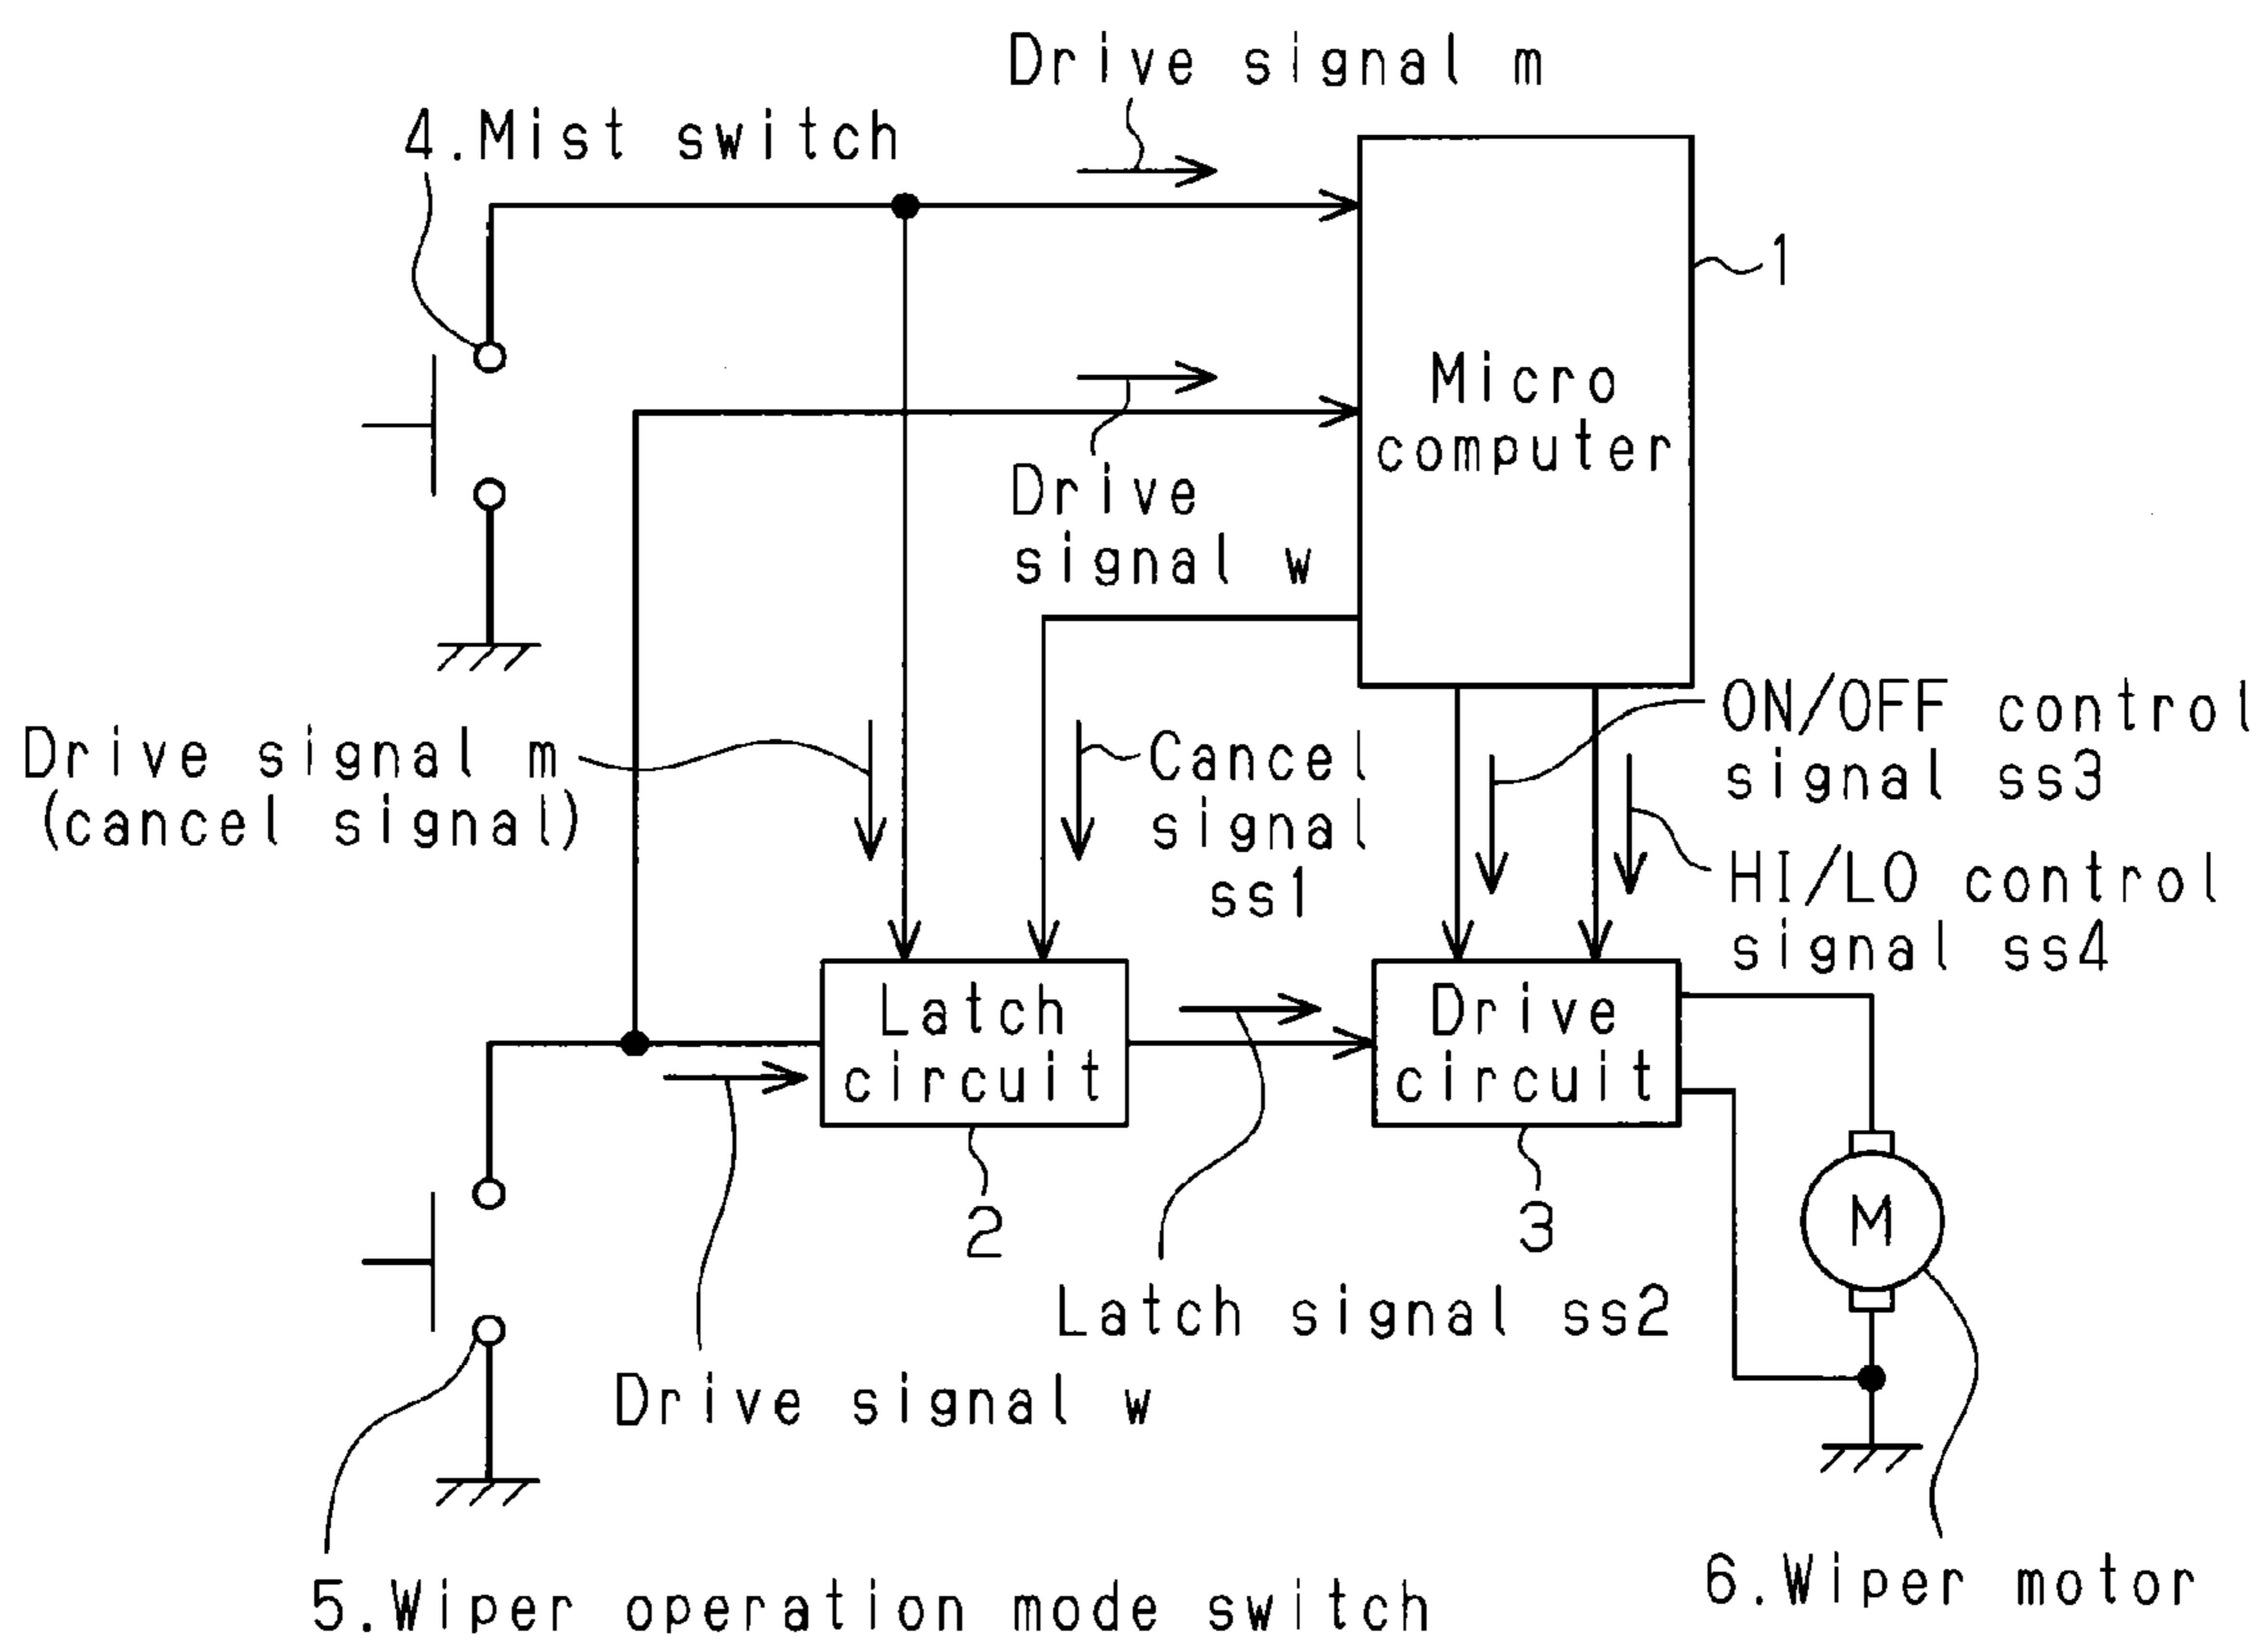 Drive signal m
4.Mist switch
1
Micro
computer
Drive
signal w
ON/OFF control
signal ss3
Drive signal m
(cancel signal)
Cancel
signal
ss1
HI/LO control
signal ss4
Latch
circuit
Drive
circuit
2
3
M
Latch signal ss2
Drive signal w
5.Wiper operation mode switch
6.Wiper motor